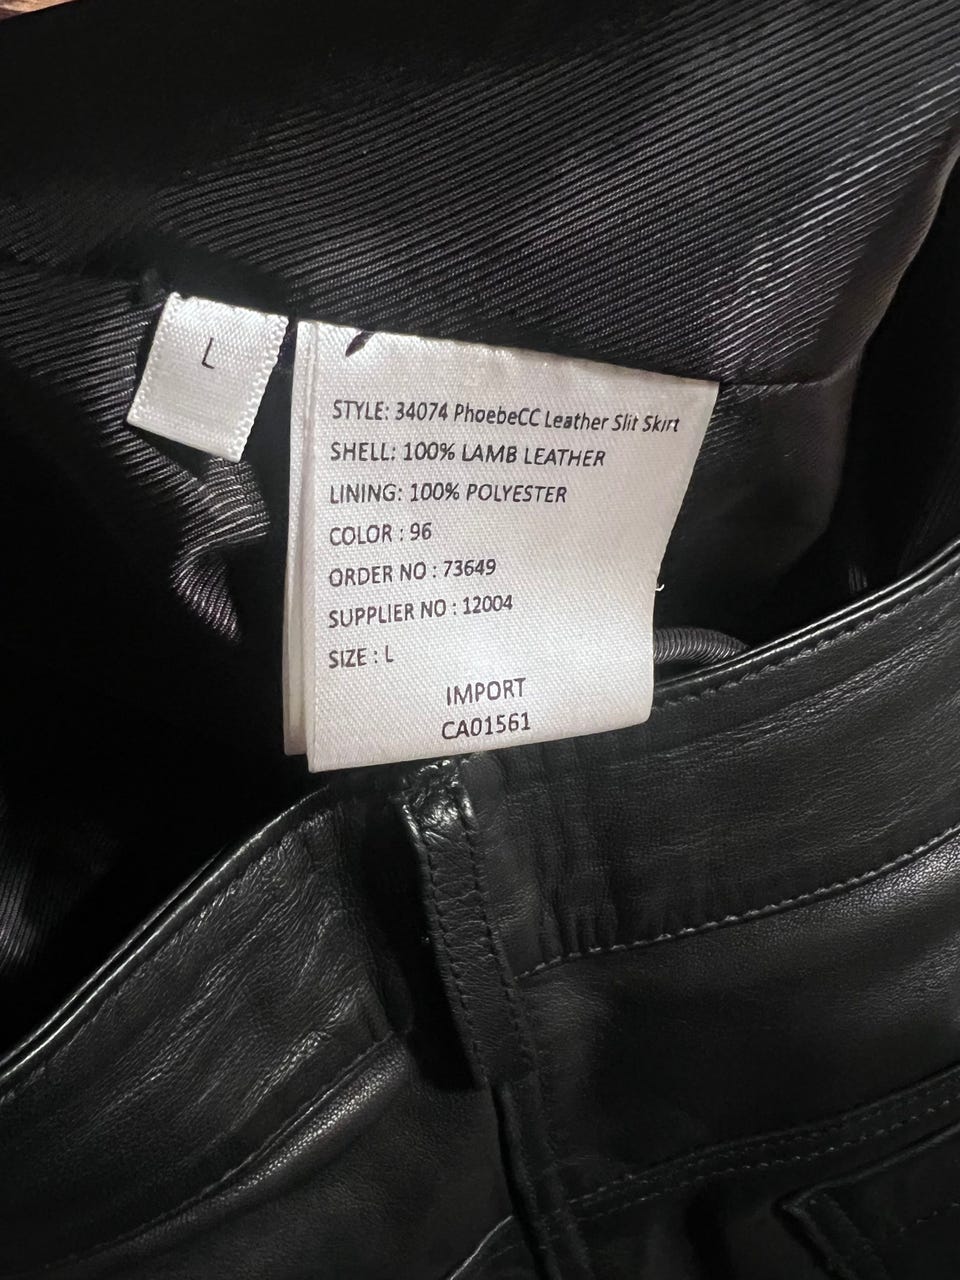 L
STYLE: 34074 PhoebeCC Leather Slit Skirt
SHELL: 100% LAMB LEATHER
LINING: 100% POLYESTER
COLOR : 96
ORDER NO : 73649
SUPPLIER NO : 12004
SIZE : L
IMPORT
CA01561